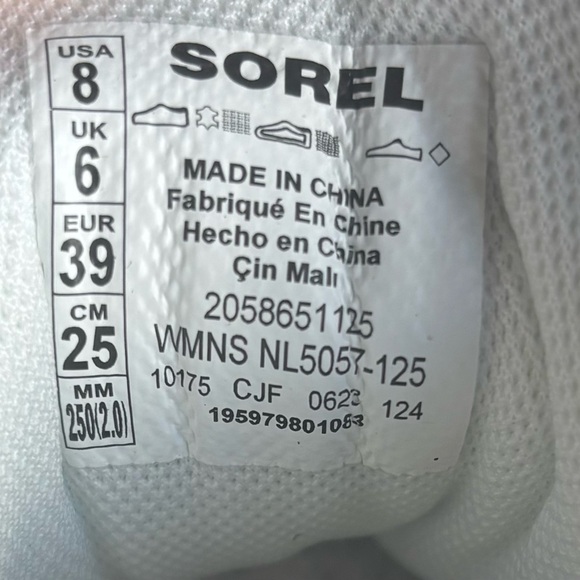 USA
8
UK
6
EUR
39
CM
25
MM
250(2.0)
SOREL
MADE IN CHINA
Fabriqué En Chine
Hecho en China
Çin Malı
2058651125
WMNS NL5057-125
10175 CJF 0623 124
195979801083